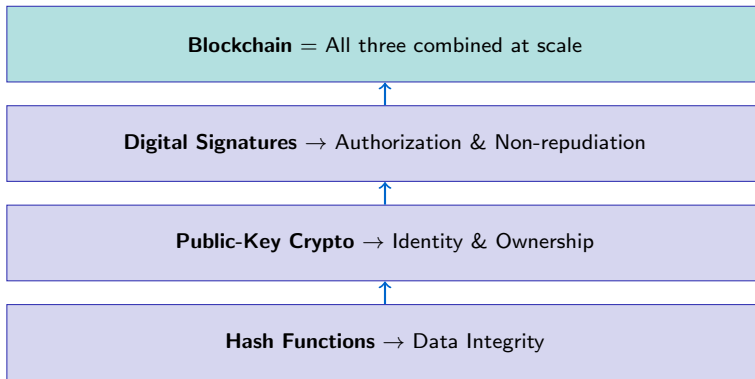 Blockchain = All three combined at scale
Digital Signatures → Authorization & Non-repudiation
Public-Key Crypto → Identity & Ownership
Hash Functions → Data Integrity